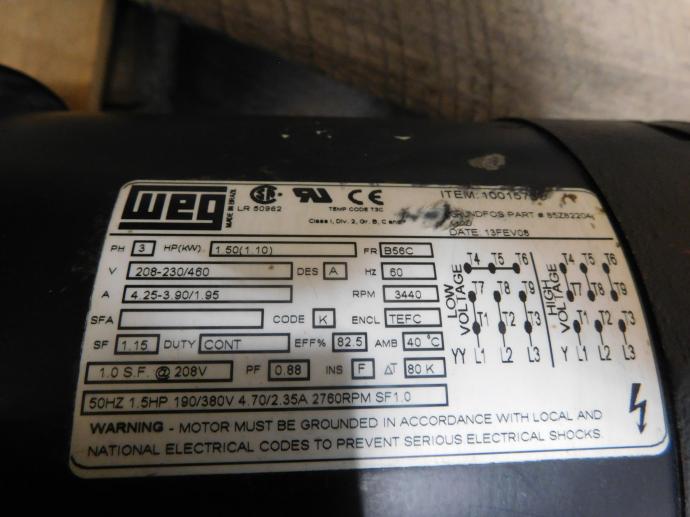 WEG
MADE IN BRAZIL
LR 50962
TEMP CODE T3C
Class I, Div. 2, Gr. B, C and
ITEM:
GRUNDFOS PART #
DATE: 13FEV08
PH 3 HP(kW) 1.50(1.10) FR B56C
V 208-230/460 DES A Hz 60
A 4.25-3.90/1.95 RPM 3440
SFA CODE K ENCL TEFC
SF 1.15 DUTY CONT EFF% 82.5 AMB 40 °C
1.0 S.F. @ 208V PF 0.88 INS F ΔT 80 K
50HZ 1.5HP 190/380V 4.70/2.35A 2760RPM SF1.0
WARNING - MOTOR MUST BE GROUNDED IN ACCORDANCE WITH LOCAL AND
NATIONAL ELECTRICAL CODES TO PREVENT SERIOUS ELECTRICAL SHOCKS.
LOW VOLTAGE
T4 T5 T6
T7 T8 T9
T1 T2 T3
YY L1 L2 L3
HIGH VOLTAGE
T4 T5 T6
T7 T8 T9
T1 T2 T3
Y L1 L2 L3